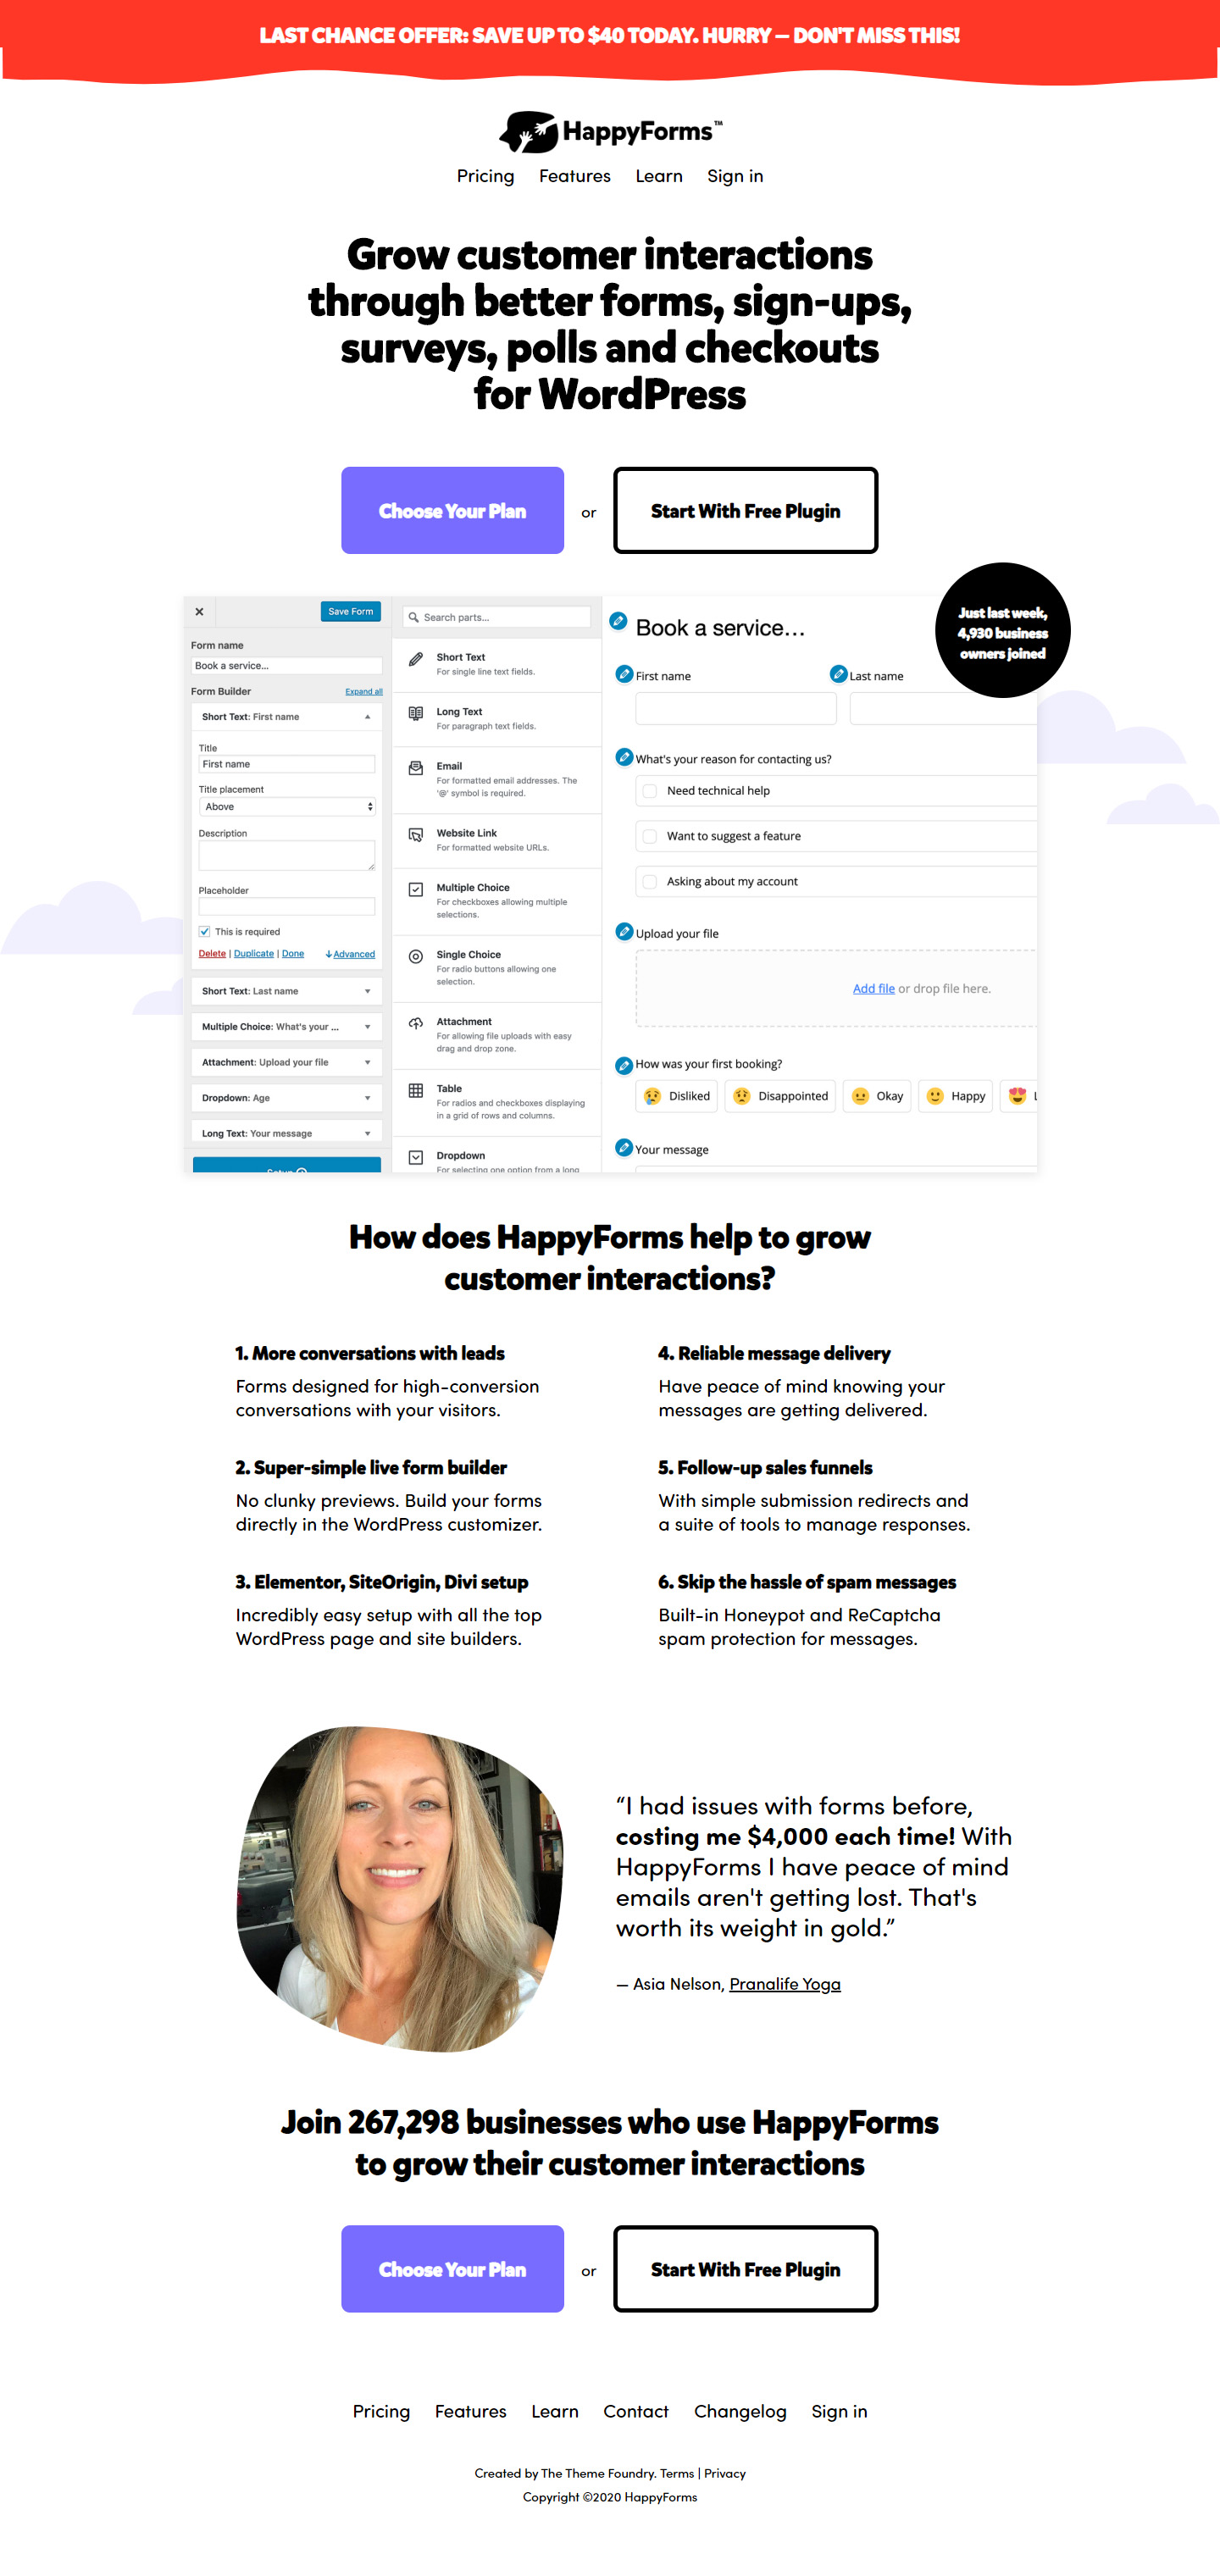 LAST CHANCE OFFER: SAVE UP TO $40 TODAY. HURRY – DON'T MISS THIS!
HappyForms™
Pricing Features Learn Sign in
Grow customer interactions
through better forms, sign-ups,
surveys, polls and checkouts
for WordPress
Choose Your Plan or Start With Free Plugin
Just last week,
4,930 business
owners joined
Save Form
Form name
Book a service...
Form Builder Expand all
Short Text: First name
Title
First name
Title placement
Above
Description
Placeholder
This is required
Delete | Duplicate | Done Advanced
Short Text: Last name
Multiple Choice: What's your ...
Attachment: Upload your file
Dropdown: Age
Long Text: Your message
Search parts...
Short Text
For single line text fields.
Long Text
For paragraph text fields.
Email
For formatted email addresses. The
'@' symbol is required.
Website Link
For formatted website URLs.
Multiple Choice
For checkboxes allowing multiple
selections.
Single Choice
For radio buttons allowing one
selection.
Attachment
For allowing file uploads with easy
drag and drop zone.
Table
For radios and checkboxes displaying
in a grid of rows and columns.
Dropdown
For selecting one option from a long
Book a service...
First name Last name
What's your reason for contacting us?
Need technical help
Want to suggest a feature
Asking about my account
Upload your file
Add file or drop file here.
How was your first booking?
Disliked Disappointed Okay Happy
Your message
How does HappyForms help to grow
customer interactions?
1. More conversations with leads
Forms designed for high-conversion
conversations with your visitors.
2. Super-simple live form builder
No clunky previews. Build your forms
directly in the WordPress customizer.
3. Elementor, SiteOrigin, Divi setup
Incredibly easy setup with all the top
WordPress page and site builders.
4. Reliable message delivery
Have peace of mind knowing your
messages are getting delivered.
5. Follow-up sales funnels
With simple submission redirects and
a suite of tools to manage responses.
6. Skip the hassle of spam messages
Built-in Honeypot and ReCaptcha
spam protection for messages.
“I had issues with forms before,
costing me $4,000 each time! With
HappyForms I have peace of mind
emails aren't getting lost. That's
worth its weight in gold.”
— Asia Nelson, Pranalife Yoga
Join 267,298 businesses who use HappyForms
to grow their customer interactions
Choose Your Plan or Start With Free Plugin
Pricing Features Learn Contact Changelog Sign in
Created by The Theme Foundry. Terms | Privacy
Copyright ©2020 HappyForms